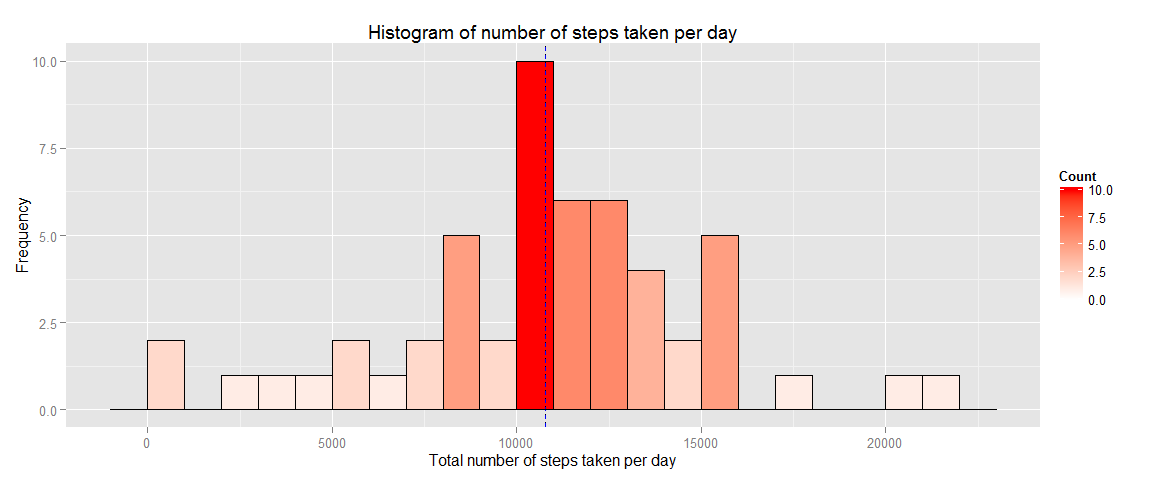 Histogram of number of steps taken per day
Frequency
10.0
7.5
5.0
2.5
0.0
0 5000 10000 15000 20000
Total number of steps taken per day
Count
10.0
7.5
5.0
2.5
0.0